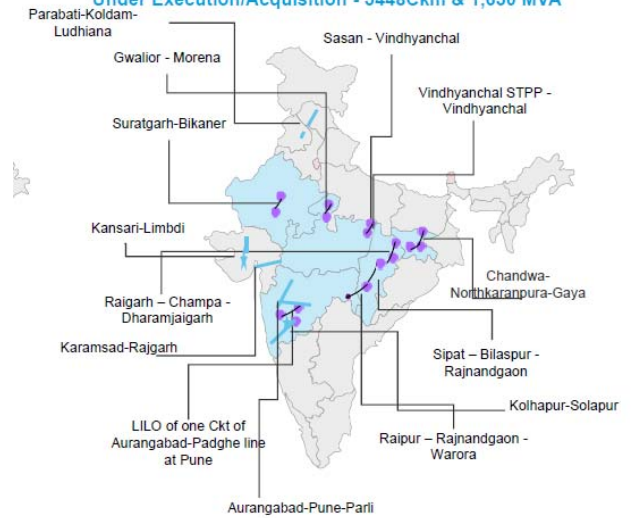 Under Execution/Acquisition - 3448Ckm & 1,630 MVA
Parabati-Koldam-
Ludhiana
Sasan - Vindhyanchal
Gwalior - Morena
Vindhyanchal STPP -
Vindhyanchal
Suratgarh-Bikaner
Kansari-Limbdi
Chandwa-
Northkaranpura-Gaya
Raigarh – Champa -
Dharamjaigarh
Karamsad-Rajgarh
Sipat – Bilaspur -
Rajnandgaon
Kolhapur-Solapur
LILO of one Ckt of
Aurangabad-Padghe line
at Pune
Raipur – Rajnandgaon -
Warora
Aurangabad-Pune-Parli